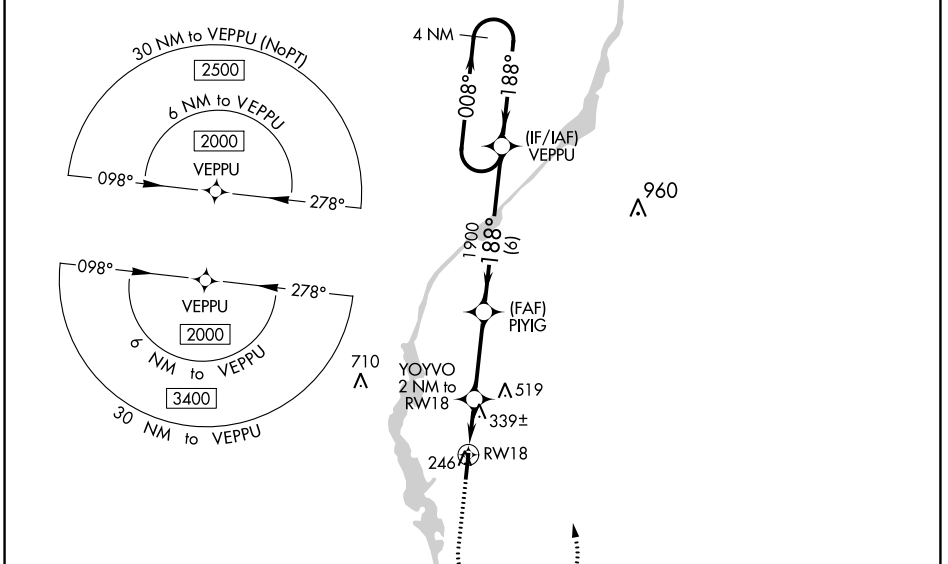 30 NM to VEPPU (NoPT)
2500
6 NM to VEPPU
2000
VEPPU
098°
278°
098°
278°
VEPPU
2000
6 NM to VEPPU
3400
30 NM to VEPPU
4 NM
008°
188°
(IF/IAF)
VEPPU
960
1900
188°
(6)
(FAF)
PIYIG
710
YOYVO
2 NM to
RW18
519
339±
246
RW18